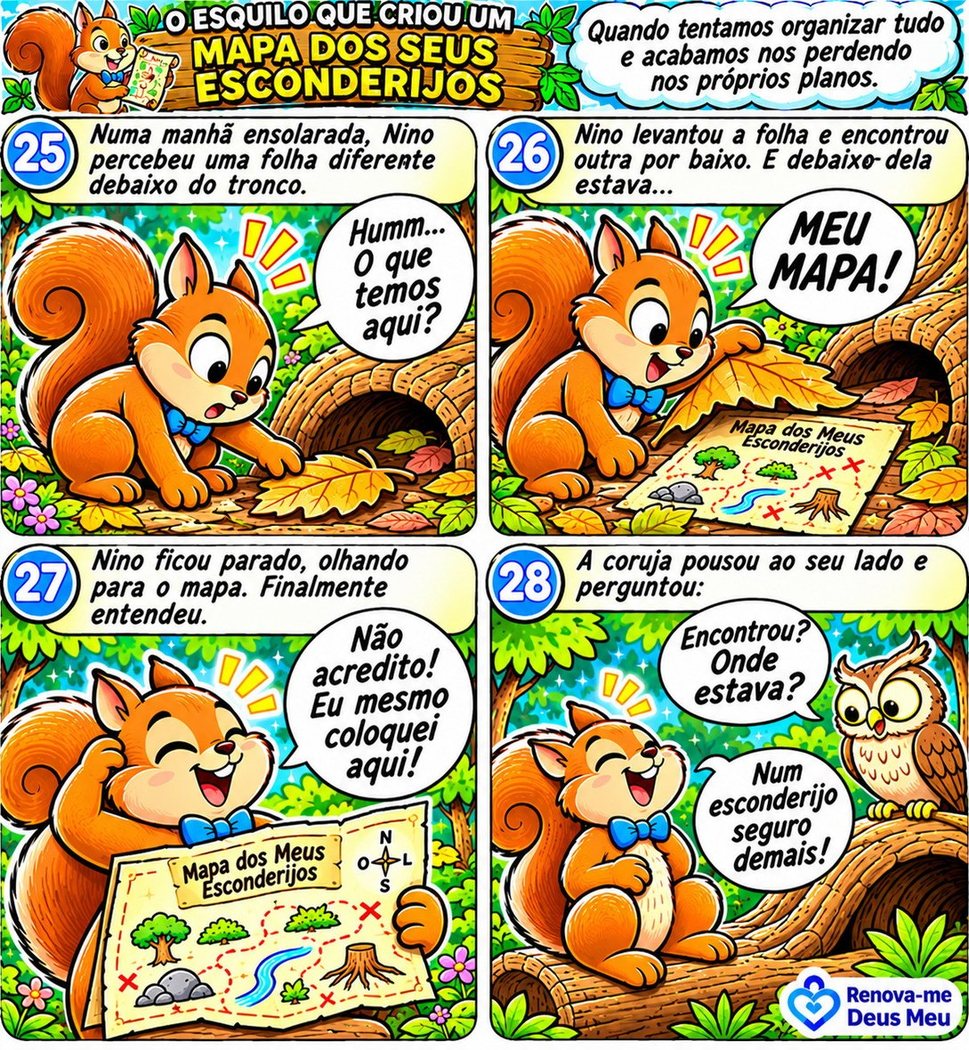 O ESQUILO QUE CRIOU UM
MAPA DOS SEUS
ESCONDERIJOS
Quando tentamos organizar tudo
e acabamos nos perdendo
nos próprios planos.
25
Numa manhã ensolarada, Nino
percebeu uma folha diferente
debaixo do tronco.
Humm...
O que
temos
aqui?
26
Nino levantou a folha e encontrou
outra por baixo. E debaixo dela
estava...
MEU
MAPA!
Mapa dos Meus
Esconderijos
27
Nino ficou parado, olhando
para o mapa. Finalmente
entendeu.
Não
acredito!
Eu mesmo
coloquei
aqui!
Mapa dos Meus
Esconderijos
N
O L
S
28
A coruja pousou ao seu lado e
perguntou:
Encontrou?
Onde
estava?
Num
esconderijo
seguro
demais!
Renova-me
Deus Meu